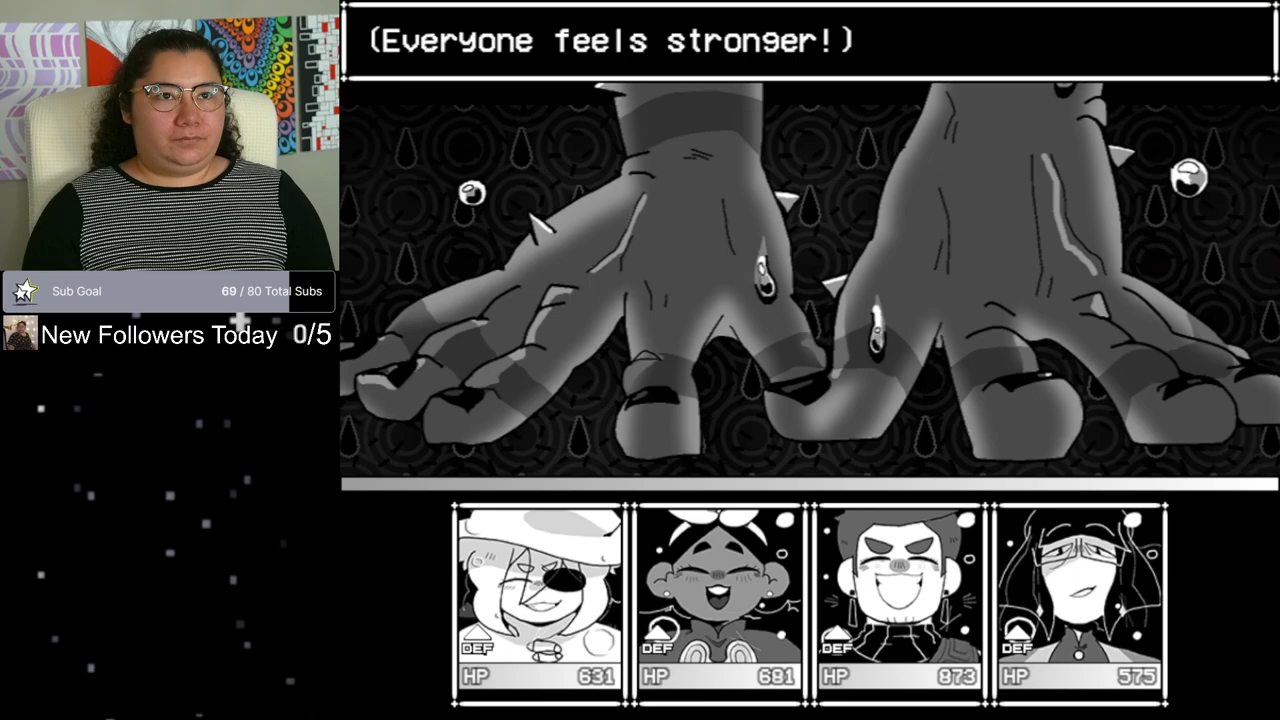 (Everyone feels stronger!)
Sub Goal 69 / 80 Total Subs
New Followers Today 0/5
DEF DEF DEF DEF
HP 631 HP 681 HP 873 HP 575